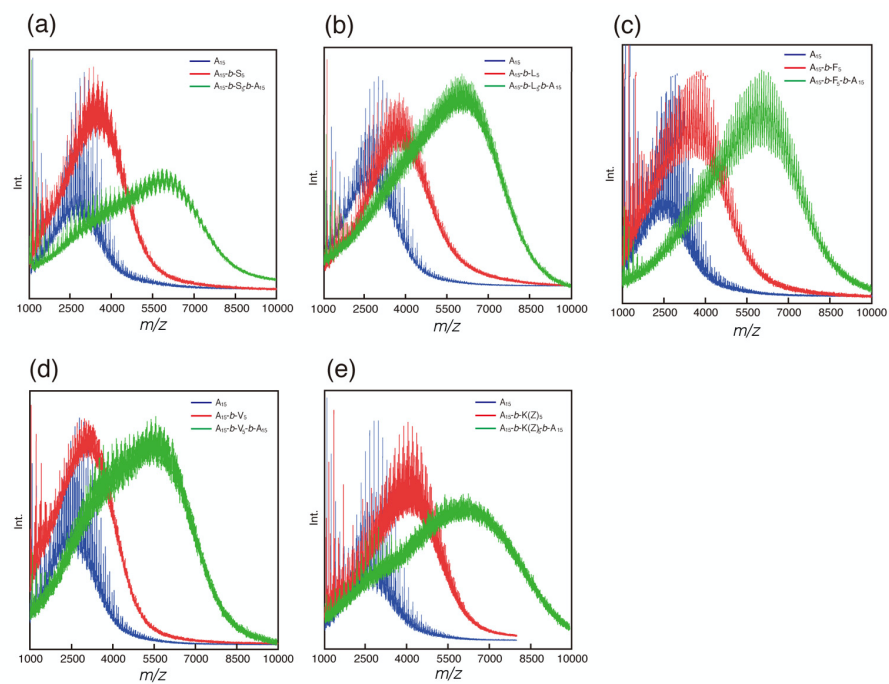 (a)
A15
A15-b-S5
A15-b-S5-b-A15
Int.
1000 2500 4000 5500 7000 8500 10000
m/z
(b)
A15
A15-b-L5
A15-b-L5-b-A15
Int.
1000 2500 4000 5500 7000 8500 10000
m/z
(c)
A15
A15-b-F5
A15-b-F5-b-A15
Int.
1000 2500 4000 5500 7000 8500 10000
m/z
(d)
A15
A15-b-V5
A15-b-V5-b-A15
Int.
1000 2500 4000 5500 7000 8500 10000
m/z
(e)
A15
A15-b-K(Z)5
A15-b-K(Z)5-b-A15
Int.
1000 2500 4000 5500 7000 8500 10000
m/z